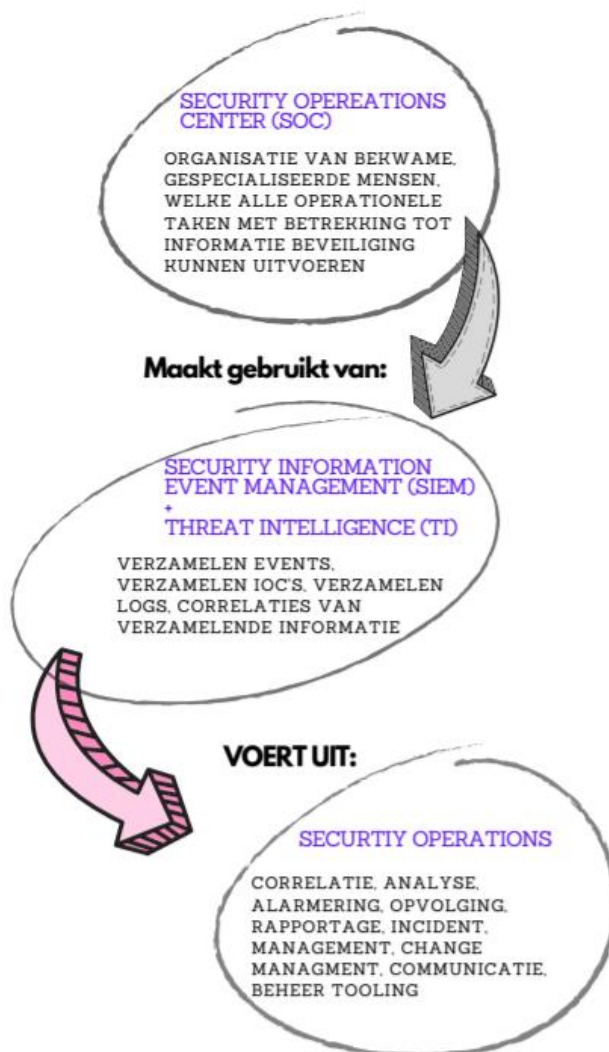 SECURITY OPEREATIONS
CENTER (SOC)
ORGANISATIE VAN BEKWAME,
GESPECIALISEERDE MENSEN,
WELKE ALLE OPERATIONELE
TAKEN MET BETREKKING TOT
INFORMATIE BEVEILIGING
KUNNEN UITVOEREN
Maakt gebruikt van:
SECURITY INFORMATION
EVENT MANAGEMENT (SIEM)
+
THREAT INTELLIGENCE (TI)
VERZAMELEN EVENTS,
VERZAMELEN IOC'S, VERZAMELEN
LOGS, CORRELATIES VAN
VERZAMELENDE INFORMATIE
VOERT UIT:
SECURTIY OPERATIONS
CORRELATIE, ANALYSE,
ALARMERING, OPVOLGING,
RAPPORTAGE, INCIDENT,
MANAGEMENT, CHANGE
MANAGMENT, COMMUNICATIE,
BEHEER TOOLING